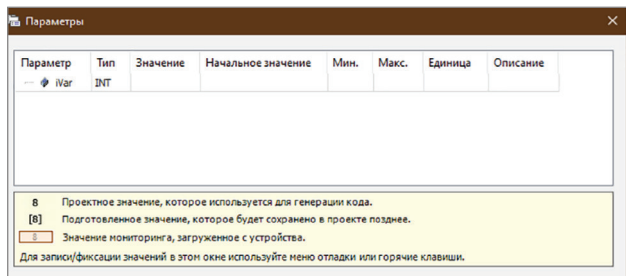 Параметры
Параметр Тип Значение Начальное значение Мин. Макс. Единица Описание
iVar INT
8 Проектное значение, которое используется для генерации кода.
[8] Подготовленное значение, которое будет сохранено в проекте позднее.
8 Значение мониторинга, загруженное с устройства.
Для записи/фиксации значений в этом окне используйте меню отладки или горячие клавиши.